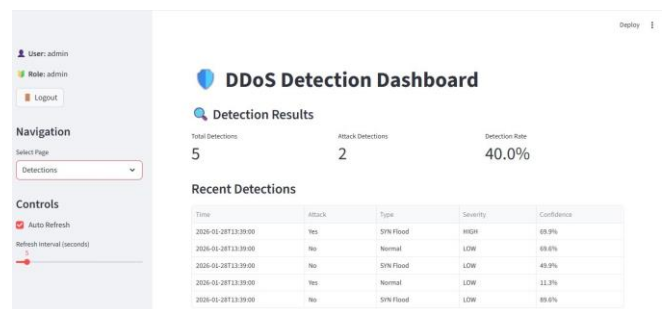 Deploy
User: admin
Role: admin
Logout
Navigation
Select Page
Detections
Controls
Auto Refresh
Refresh Interval (seconds)
5
DDoS Detection Dashboard
Detection Results
Total Detections Attack Detections Detection Rate
5 2 40.0%
Recent Detections
Time Attack Type Severity Confidence
2026-01-28T13:39:00 Yes SYN Flood HIGH 69.9%
2026-01-28T13:39:00 No Normal LOW 69.6%
2026-01-28T13:39:00 No SYN Flood LOW 49.9%
2026-01-28T13:39:00 Yes Normal LOW 11.3%
2026-01-28T13:39:00 No SYN Flood LOW 89.6%